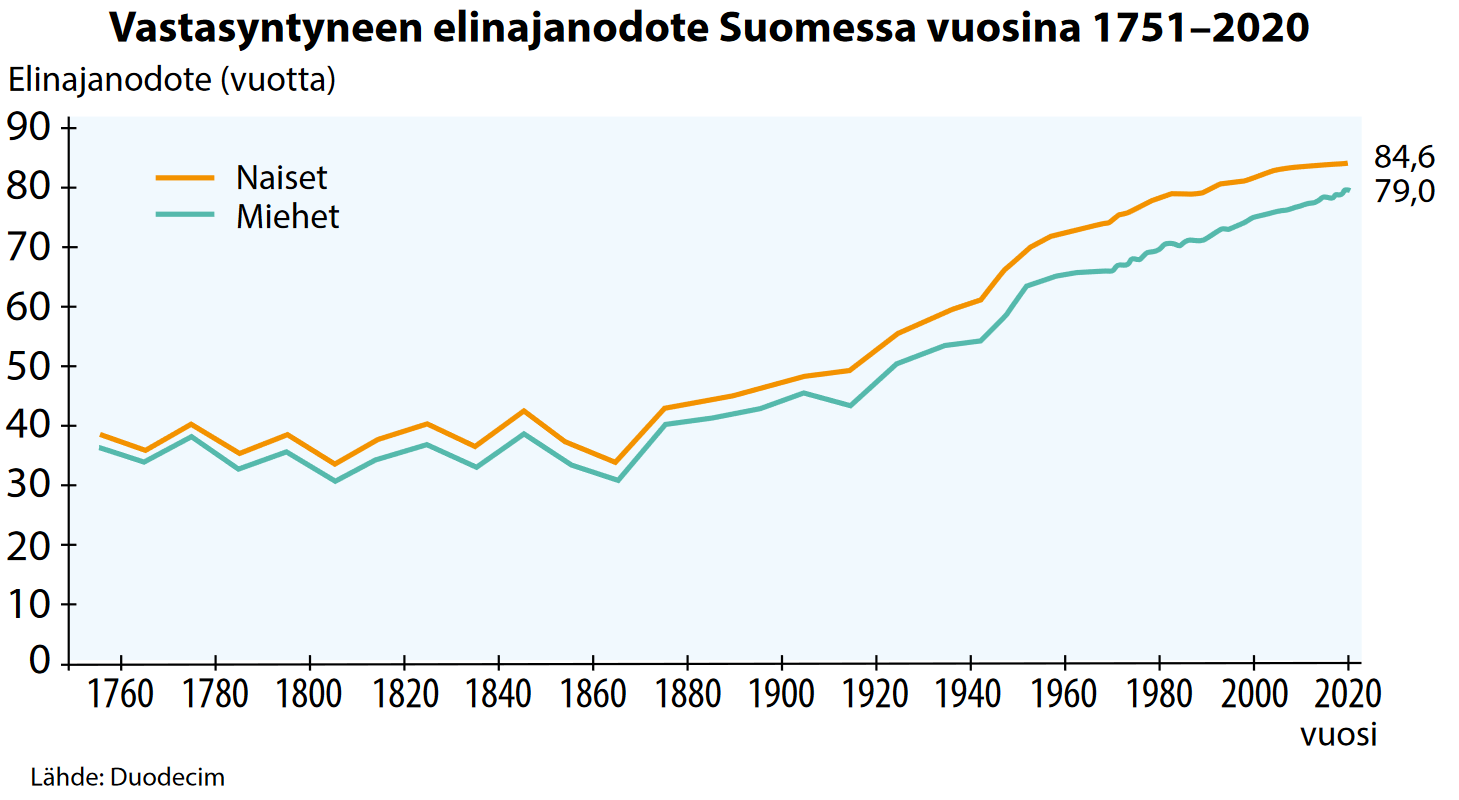 Vastasyntyneen elinajanodote Suomessa vuosina 1751–2020
Elinajanodote (vuotta)
90
80
70
60
50
40
30
20
10
0
Naiset
Miehet
84,6
79,0
1760 1780 1800 1820 1840 1860 1880 1900 1920 1940 1960 1980 2000 2020
vuosi
Lähde: Duodecim